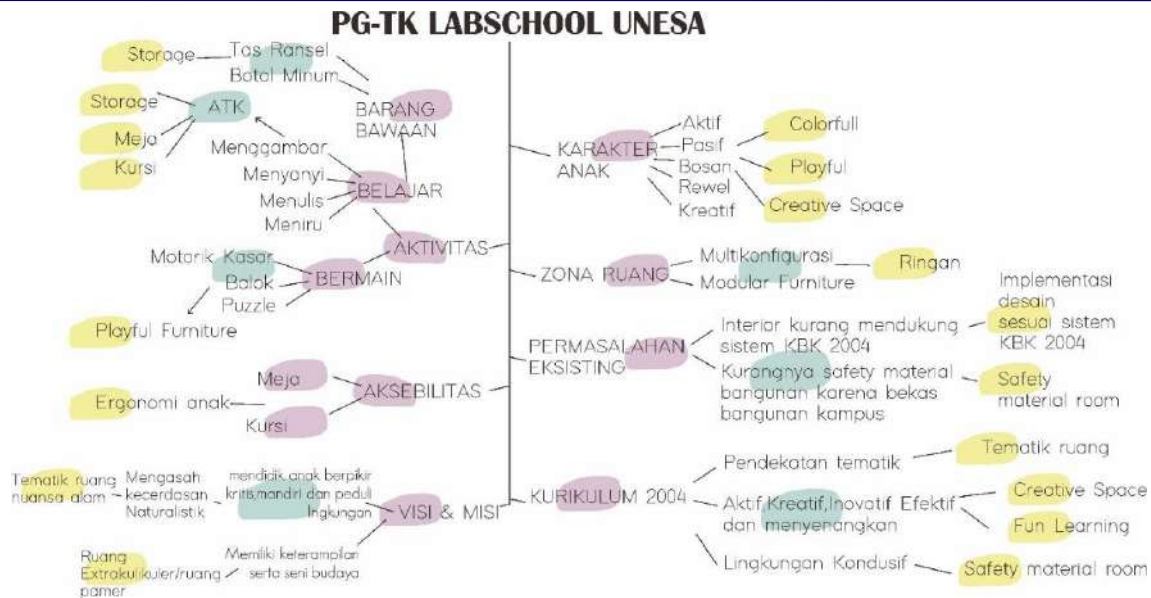 PG-TK LABSCHOOL UNESA
Storage
Tas Ransel
Botol Minum
BARANG
BAWAAN
Storage
ATK
Meja
Kursi
Menggambar
Menyanyi
Menulis
Meniru
BELAJAR
AKTIVITAS
Motorik Kasar
Balok
Puzzle
BERMAIN
Playful Furniture
Meja
Kursi
AKSEBILITAS
Ergonomi anak
Tematik ruang
nuansa alam
Mengasah
kecerdasan
Naturalistik
mendidik anak berpikir
kritis,mandiri dan peduli
lngkungan
VISI & MISI
Ruang
Extrakulikuler/ruang
pamer
Memiliki keterampilan
serta seni budaya
KARAKTER
ANAK
Aktif
Pasif
Bosan
Rewel
Kreatif
Colorfull
Playful
Creative Space
ZONA RUANG
Multikonfigurasi
Modular Furniture
Ringan
PERMASALAHAN
EKSISTING
Interior kurang mendukung
sistem KBK 2004
Implementasi
desain
sesuai sistem
KBK 2004
Kurangnya safety material
bangunan karena bekas
bangunan kampus
Safety
material room
KURIKULUM 2004
Pendekatan tematik
Tematik ruang
Aktif,Kreatif,Inovatif Efektif
dan menyenangkan
Creative Space
Fun Learning
Lingkungan Kondusif
Safety material room